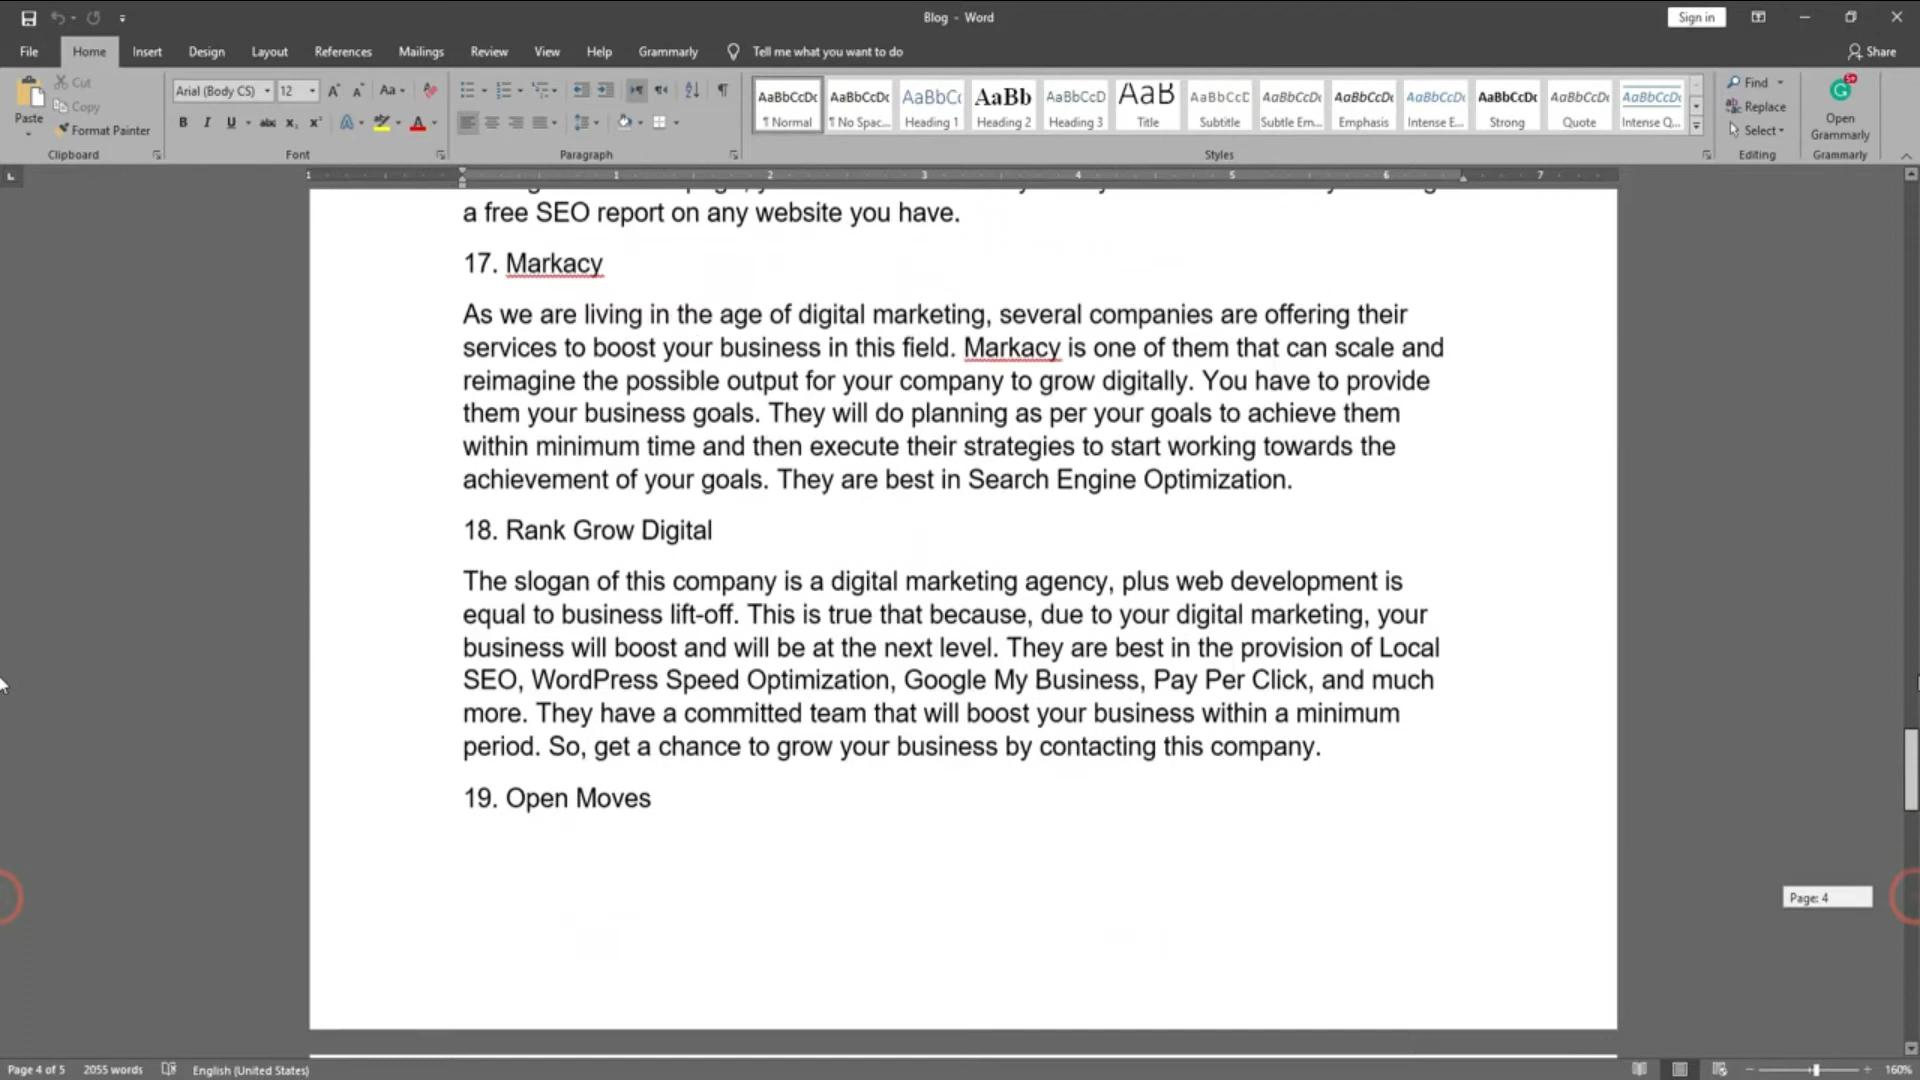 Blog - Word
Sign in
File Home Insert Design Layout References Mailings Review View Help Grammarly Tell me what you want to do Share
Paste
Cut
Copy
Format Painter
Clipboard
Arial (Body CS) 12
Font
Paragraph
AaBbCcDc AaBbCcDc AaBbCc AaBb AaBbCcD AaB AaBbCcD AaBbCcDc AaBbCcDc AaBbCcDc AaBbCcDc AaBbCcDc AaBbCcDc
¶ Normal ¶ No Spac... Heading 1 Heading 2 Heading 3 Title Subtitle Subtle Em... Emphasis Intense E... Strong Quote Intense Q...
Styles
Find
Replace
Select
Editing
Open
Grammarly
Grammarly
1 1 2 3 4 5 6 7
a free SEO report on any website you have.
17. Markacy
As we are living in the age of digital marketing, several companies are offering their
services to boost your business in this field. Markacy is one of them that can scale and
reimagine the possible output for your company to grow digitally. You have to provide
them your business goals. They will do planning as per your goals to achieve them
within minimum time and then execute their strategies to start working towards the
achievement of your goals. They are best in Search Engine Optimization.
18. Rank Grow Digital
The slogan of this company is a digital marketing agency, plus web development is
equal to business lift-off. This is true that because, due to your digital marketing, your
business will boost and will be at the next level. They are best in the provision of Local
SEO, WordPress Speed Optimization, Google My Business, Pay Per Click, and much
more. They have a committed team that will boost your business within a minimum
period. So, get a chance to grow your business by contacting this company.
19. Open Moves
Page: 4
Page 4 of 5 2055 words English (United States) 160%